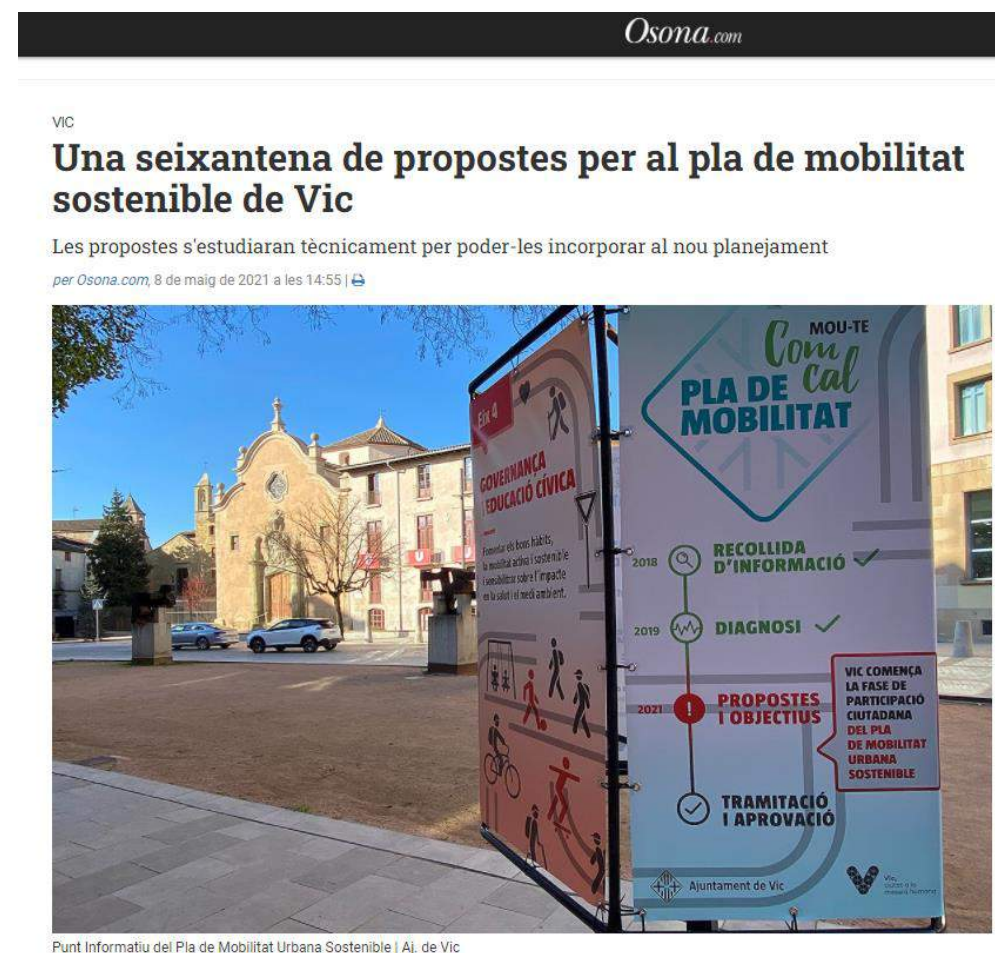 Osona.com
VIC
Una seixantena de propostes per al pla de mobilitat
sostenible de Vic
Les propostes s'estudiaran tècnicament per poder-les incorporar al nou planejament
per Osona.com, 8 de maig de 2021 a les 14:55 |
Eix 4
GOVERNANÇA
I EDUCACIÓ CÍVICA
Fomentar els bons hàbits,
la mobilitat activa i sostenible
i sensibilitzar sobre l'impacte
en la salut i el medi ambient.
MOU-TE
Com
cal
PLA DE
MOBILITAT
2018 RECOLLIDA
D'INFORMACIÓ
2019 DIAGNOSI
2021 PROPOSTES
I OBJECTIUS
VIC COMENÇA
LA FASE DE
PARTICIPACIÓ
CIUTADANA
DEL PLA
DE MOBILITAT
URBANA
SOSTENIBLE
TRAMITACIÓ
I APROVACIÓ
Ajuntament de Vic
Vic,
ciutat a la
mesura humana
Punt Informatiu del Pla de Mobilitat Urbana Sostenible | Aj. de Vic